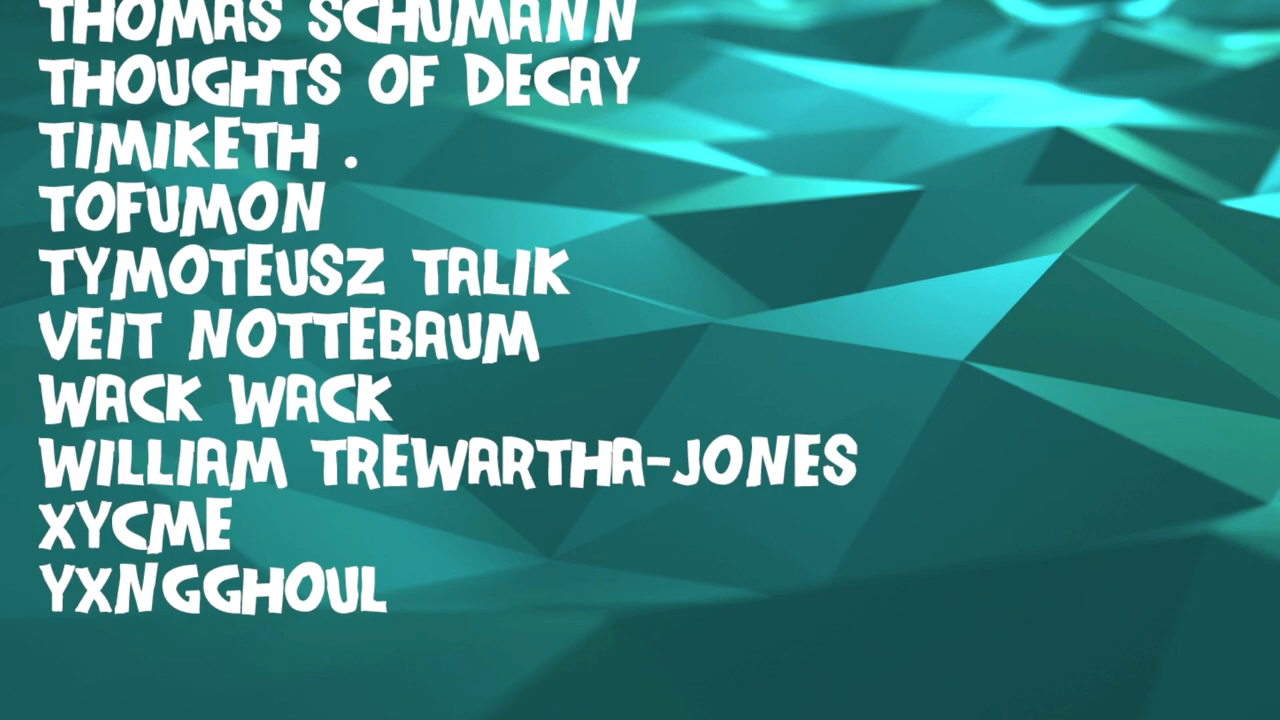 THOMAS SCHUMANN
THOUGHTS OF DECAY
TIMIKETH .
TOFUMON
TYMOTEUSZ TALIK
VEIT NOTTEBAUM
WACK WACK
WILLIAM TREWARTHA-JONES
XYCME
YXNGGHOUL